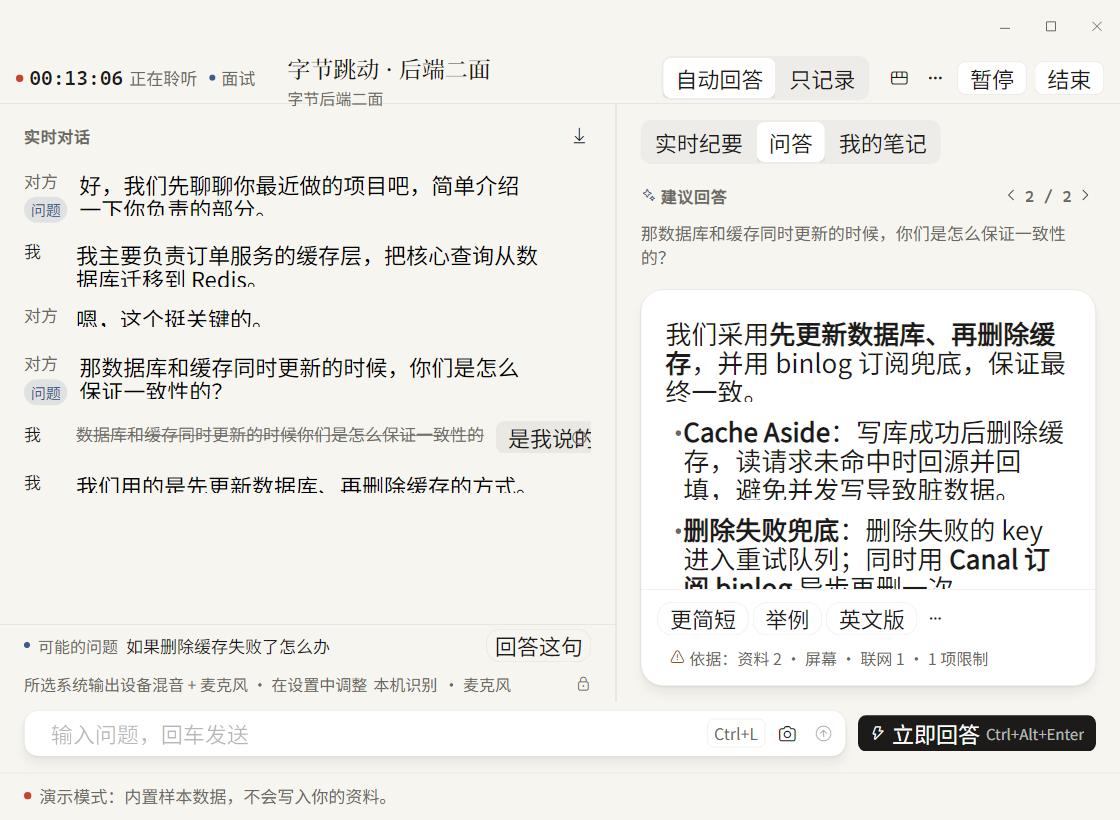 00:13:06 正在聆听 面试
字节跳动 · 后端二面
字节后端二面
自动回答 只记录 … 暂停 结束
实时对话
对方
问题
好，我们先聊聊你最近做的项目吧，简单介绍
一下你负责的部分。
我
我主要负责订单服务的缓存层，把核心查询从数
据库迁移到 Redis。
对方
嗯，这个挺关键的。
对方
问题
那数据库和缓存同时更新的时候，你们是怎么
保证一致性的？
我
数据库和缓存同时更新的时候你们是怎么保证一致性的
是我说的
我
我们用的是先更新数据库、再删除缓存的方式。
可能的问题 如果删除缓存失败了怎么办
回答这句
所选系统输出设备混音 + 麦克风 · 在设置中调整 本机识别 · 麦克风
实时纪要 问答 我的笔记
建议回答
2 / 2
那数据库和缓存同时更新的时候，你们是怎么保证一致性
的？
我们采用先更新数据库、再删除缓
存，并用 binlog 订阅兜底，保证最
终一致。
•Cache Aside：写库成功后删除缓
存，读请求未命中时回源并回
填，避免并发写导致脏数据。
•删除失败兜底：删除失败的 key
进入重试队列；同时用 Canal 订
阅 binlog 异步再删一次
更简短 举例 英文版 …
依据：资料 2 · 屏幕 · 联网 1 · 1 项限制
输入问题，回车发送
Ctrl+L
立即回答 Ctrl+Alt+Enter
演示模式：内置样本数据，不会写入你的资料。